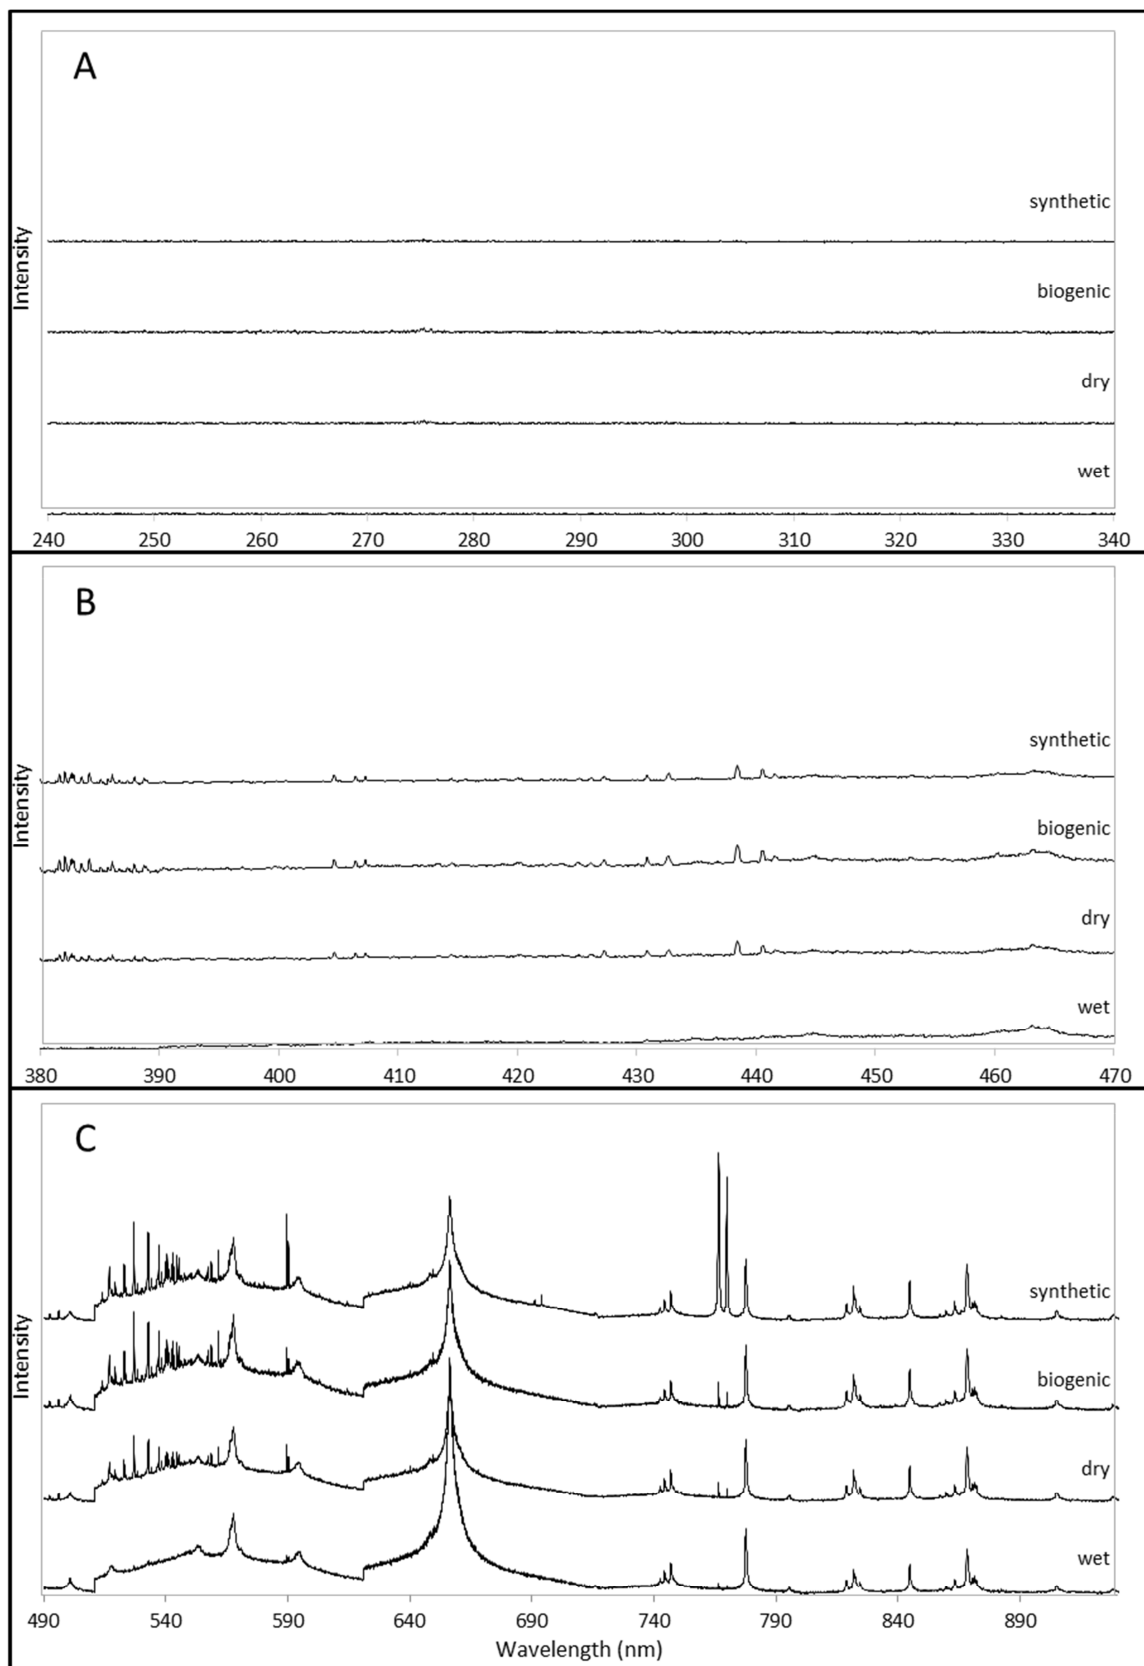 A
Intensity
synthetic
biogenic
dry
wet
240 250 260 270 280 290 300 310 320 330 340
B
Intensity
synthetic
biogenic
dry
wet
380 390 400 410 420 430 440 450 460 470
C
Intensity
synthetic
biogenic
dry
wet
490 540 590 640 690 740 790 840 890
Wavelength (nm)